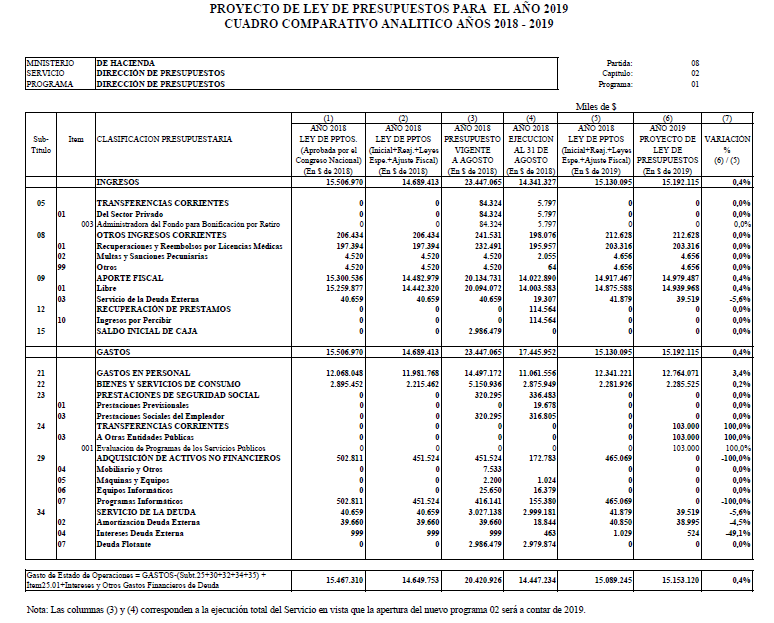 PROYECTO DE LEY DE PRESUPUESTOS PARA EL AÑO 2019
CUADRO COMPARATIVO ANALITICO AÑOS 2018 - 2019
MINISTERIO DE HACIENDA Partida: 08
SERVICIO DIRECCIÓN DE PRESUPUESTOS Capítulo: 02
PROGRAMA DIRECCIÓN DE PRESUPUESTOS Programa: 01
Miles de $
(1) (2) (3) (4) (5) (6) (7)
AÑO 2018 AÑO 2018 AÑO 2018 AÑO 2018 AÑO 2018 AÑO 2019
Sub- Item CLASIFICACION PRESUPUESTARIA LEY DE PPTOS. LEY DE PPTOS PRESUPUESTO EJECUCION LEY DE PPTOS PROYECTO DE VARIACIÓN
Título (Aprobada por el (Inicial+Reaj.+Leyes VIGENTE AL 31 DE (Inicial+Reaj.+Leyes LEY DE %
Congreso Nacional) Espe.+Ajuste Fiscal) A AGOSTO AGOSTO Espe.+Ajuste Fiscal) PRESUPUESTOS (6) / (5)
(En $ de 2018) (En $ de 2018) (En $ de 2018) (En $ de 2018) (En $ de 2019) (En $ de 2019)
INGRESOS 15.506.970 14.689.413 23.447.065 14.341.327 15.130.095 15.192.115 0,4%
05 TRANSFERENCIAS CORRIENTES 0 0 84.324 5.797 0 0 0,0%
01 Del Sector Privado 0 0 84.324 5.797 0 0 0,0%
003 Administradora del Fondo para Bonificación por Retiro 0 0 84.324 5.797 0 0 0,0%
08 OTROS INGRESOS CORRIENTES 206.434 206.434 241.531 198.076 212.628 212.628 0,0%
01 Recuperaciones y Reembolsos por Licencias Médicas 197.394 197.394 232.491 195.957 203.316 203.316 0,0%
02 Multas y Sanciones Pecuniarias 4.520 4.520 4.520 2.055 4.656 4.656 0,0%
99 Otros 4.520 4.520 4.520 64 4.656 4.656 0,0%
09 APORTE FISCAL 15.300.536 14.482.979 20.134.731 14.022.890 14.917.467 14.979.487 0,4%
01 Libre 15.259.877 14.442.320 20.094.072 14.003.583 14.875.588 14.939.968 0,4%
03 Servicio de la Deuda Externa 40.659 40.659 40.659 19.307 41.879 39.519 -5,6%
12 RECUPERACIÓN DE PRESTAMOS 0 0 0 114.564 0 0 0,0%
10 Ingresos por Percibir 0 0 0 114.564 0 0 0,0%
15 SALDO INICIAL DE CAJA 0 0 2.986.479 0 0 0 0,0%
GASTOS 15.506.970 14.689.413 23.447.065 17.445.952 15.130.095 15.192.115 0,4%
21 GASTOS EN PERSONAL 12.068.048 11.981.768 14.497.172 11.061.556 12.341.221 12.764.071 3,4%
22 BIENES Y SERVICIOS DE CONSUMO 2.895.452 2.215.462 5.150.936 2.875.949 2.281.926 2.285.525 0,2%
23 PRESTACIONES DE SEGURIDAD SOCIAL 0 0 320.295 336.483 0 0 0,0%
01 Prestaciones Previsionales 0 0 0 19.678 0 0 0,0%
03 Prestaciones Sociales del Empleador 0 0 320.295 316.805 0 0 0,0%
24 TRANSFERENCIAS CORRIENTES 0 0 0 0 0 103.000 100,0%
03 A Otras Entidades Públicas 0 0 0 0 0 103.000 100,0%
001 Evaluación de Programas de los Servicios Públicos 0 0 0 0 0 103.000 100,0%
29 ADQUISICIÓN DE ACTIVOS NO FINANCIEROS 502.811 451.524 451.524 172.783 465.069 0 -100,0%
04 Mobiliario y Otros 0 0 7.533 0 0 0 0,0%
05 Máquinas y Equipos 0 0 2.200 1.024 0 0 0,0%
06 Equipos Informáticos 0 0 25.650 16.379 0 0 0,0%
07 Programas Informáticos 502.811 451.524 416.141 155.380 465.069 0 -100,0%
34 SERVICIO DE LA DEUDA 40.659 40.659 3.027.138 2.999.181 41.879 39.519 -5,6%
02 Amortización Deuda Externa 39.660 39.660 39.660 18.844 40.850 38.995 -4,5%
04 Intereses Deuda Externa 999 999 999 463 1.029 524 -49,1%
07 Deuda Flotante 0 0 2.986.479 2.979.874 0 0 0,0%
Gasto de Estado de Operaciones = GASTOS-(Subt.25+30+32+34+35) +
Item25.01+Intereses y Otros Gastos Financieros de Deuda 15.467.310 14.649.753 20.420.926 14.447.234 15.089.245 15.153.120 0,4%
Nota: Las columnas (3) y (4) corresponden a la ejecución total del Servicio en vista que la apertura del nuevo programa 02 será a contar de 2019.